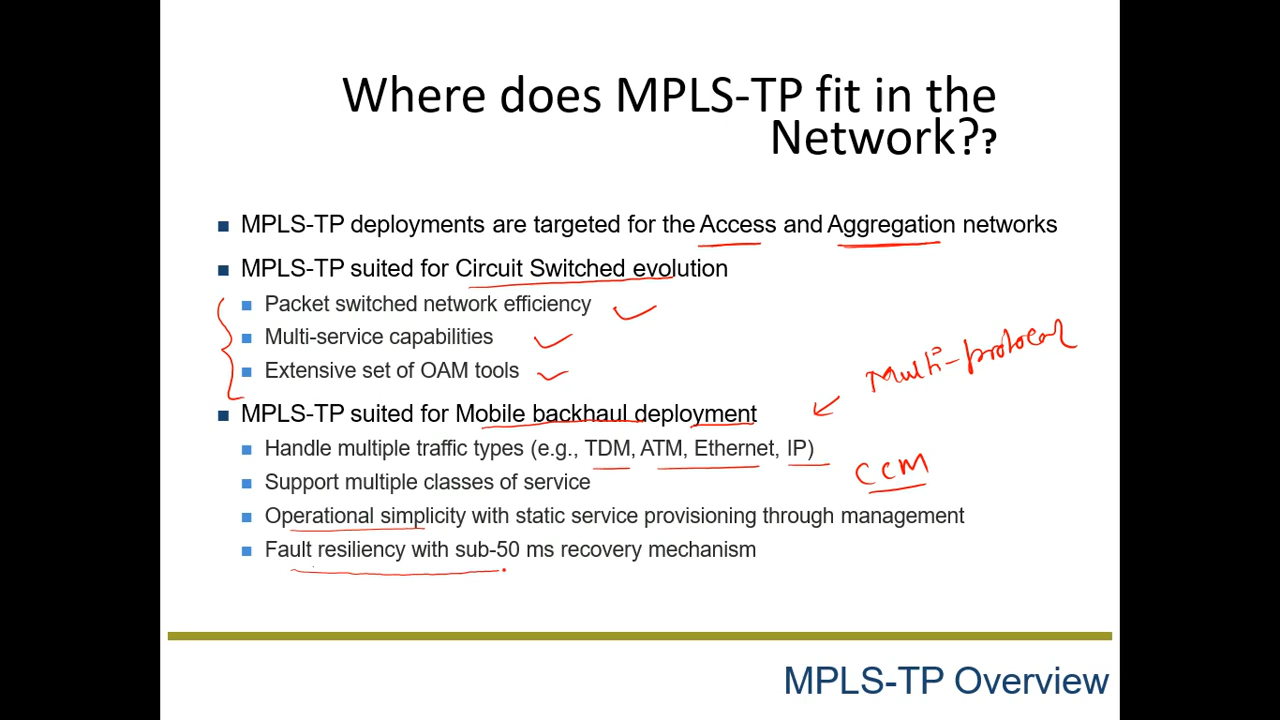 Where does MPLS-TP fit in the
Network??
MPLS-TP deployments are targeted for the Access and Aggregation networks
MPLS-TP suited for Circuit Switched evolution
Packet switched network efficiency
Multi-service capabilities
Extensive set of OAM tools
Multi-protocol
MPLS-TP suited for Mobile backhaul deployment
Handle multiple traffic types (e.g., TDM, ATM, Ethernet, IP)
CCM
Support multiple classes of service
Operational simplicity with static service provisioning through management
Fault resiliency with sub-50 ms recovery mechanism
MPLS-TP Overview